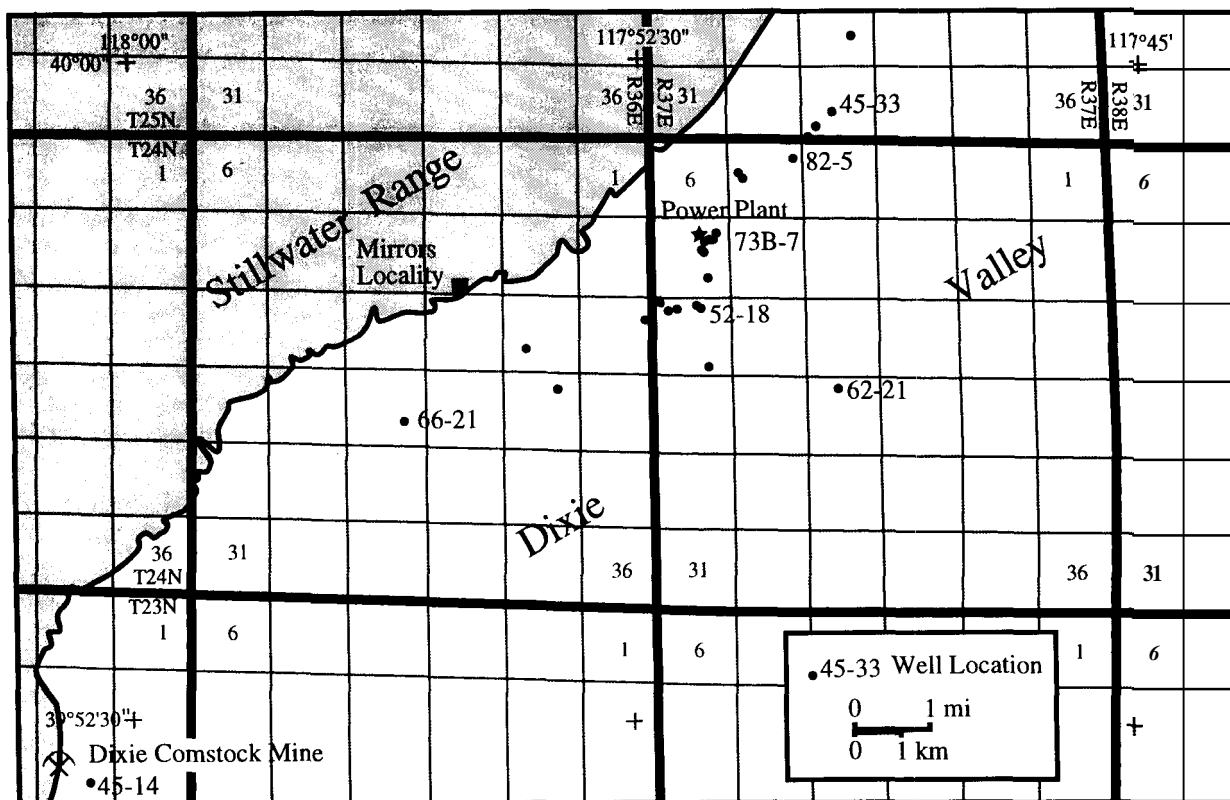 118°00"
117°52'30"
117°45'
40°00"
36 31 36 R36E R37E 31 45-33 36 R37E R38E 31
T25N
T24N
1 6 1 6 82-5 1 6
Stillwater Range
Power Plant
Mirrors
Locality
73B-7
Valley
52-18
62-21
66-21
Dixie
36 31 36 31 36 31
T24N
T23N
1 6 1 6 1 6
45-33 Well Location
0 1 mi
0 1 km
39°52'30"
Dixie Comstock Mine
45-14